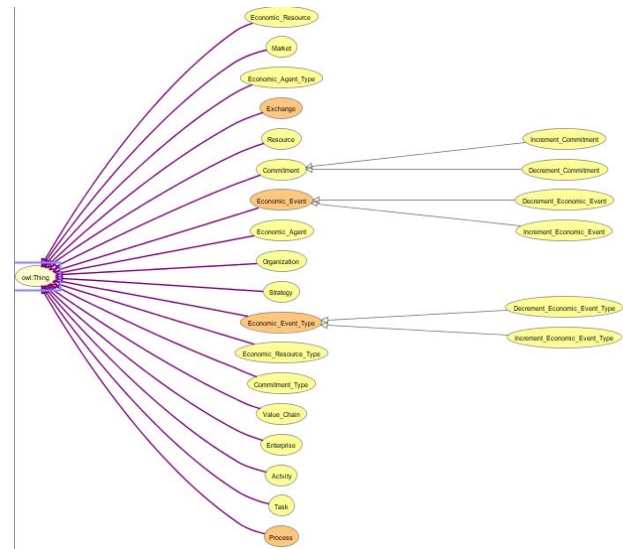 Economic_Resource
Market
Economic_Agent_Type
Exchange
Resource
Commitment
Increment_Commitment
Decrement_Commitment
Economic_Event
Decrement_Economic_Event
Increment_Economic_Event
Economic_Agent
Organization
owl:Thing
Strategy
Economic_Event_Type
Decrement_Economic_Event_Type
Increment_Economic_Event_Type
Economic_Resource_Type
Commitment_Type
Value_Chain
Enterprise
Activity
Task
Process